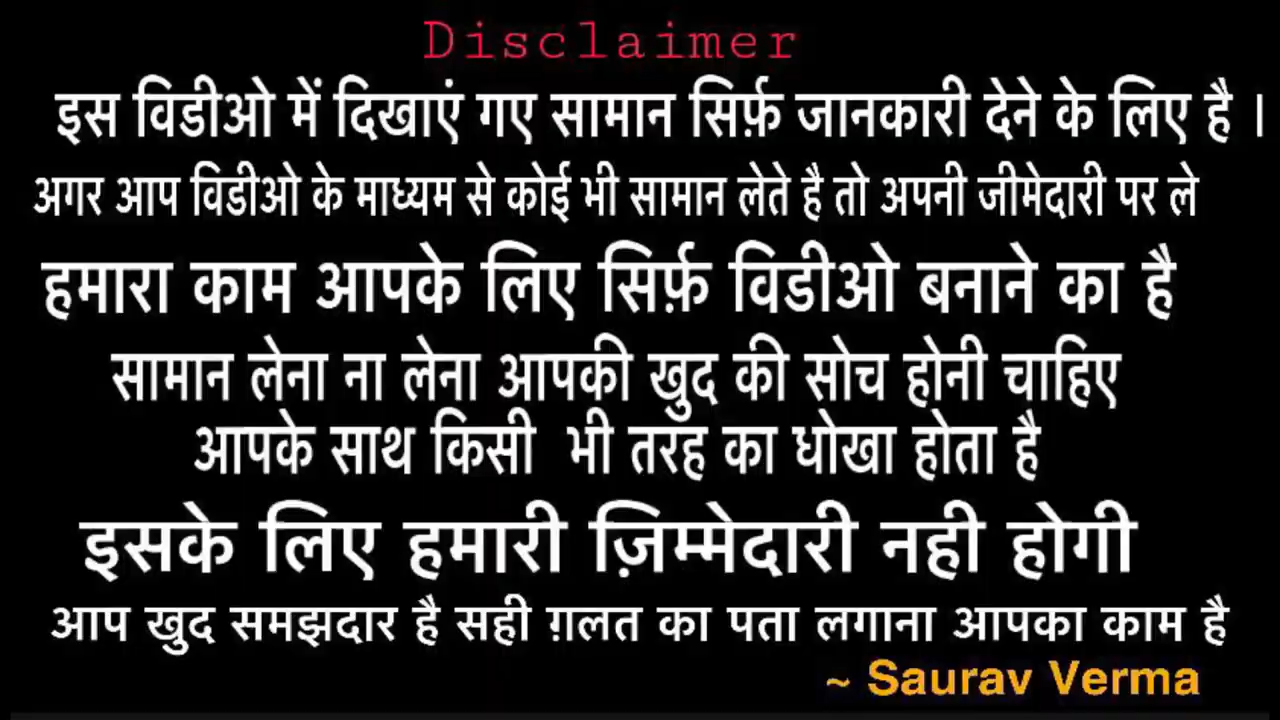 Disclaimer
इस विडीओ में दिखाएं गए सामान सिर्फ़ जानकारी देने के लिए है ।
अगर आप विडीओ के माध्यम से कोई भी सामान लेते है तो अपनी जीमेदारी पर ले
हमारा काम आपके लिए सिर्फ़ विडीओ बनाने का है
सामान लेना ना लेना आपकी खुद की सोच होनी चाहिए
आपके साथ किसी भी तरह का धोखा होता है
इसके लिए हमारी ज़िम्मेदारी नही होगी
आप खुद समझदार है सही ग़लत का पता लगाना आपका काम है
~ Saurav Verma